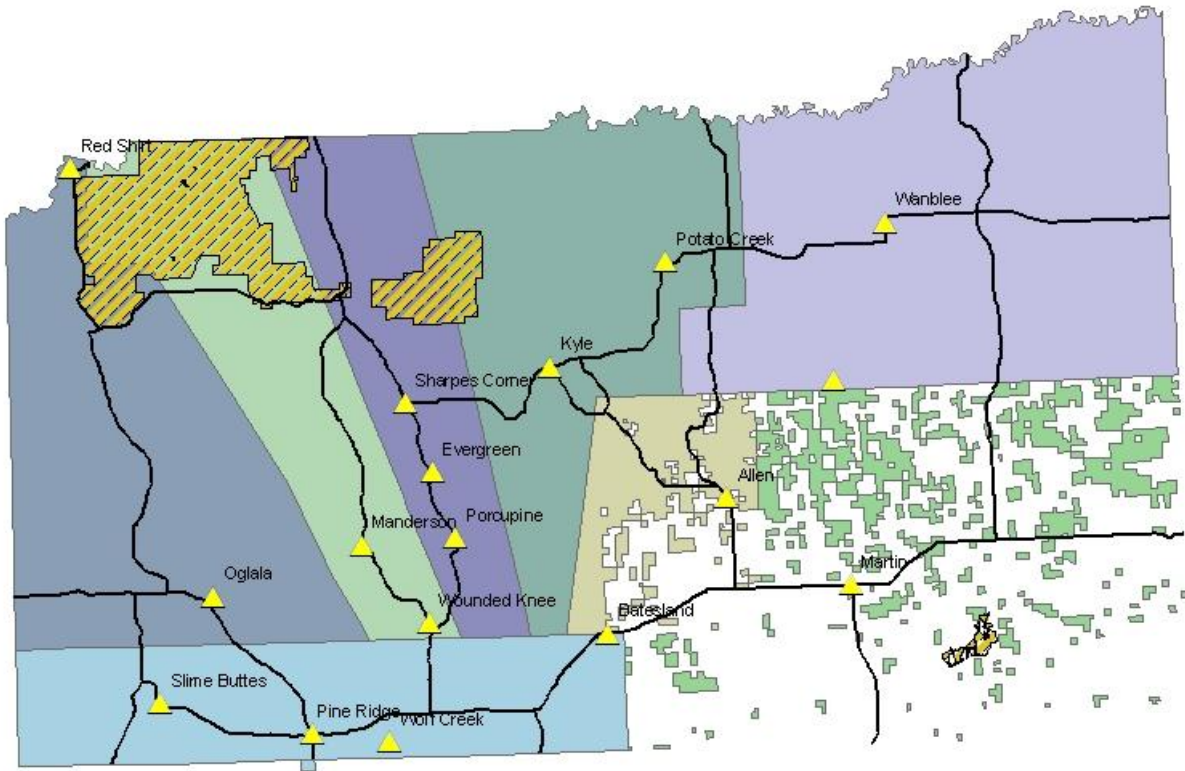 Red Shirt
Wanblee
Potato Creek
Kyle
Sharpes Corner
Evergreen
Allen
Manderson
Porcupine
Oglala
Martin
Wounded Knee
Batesland
Slime Buttes
Pine Ridge
Wolf Creek